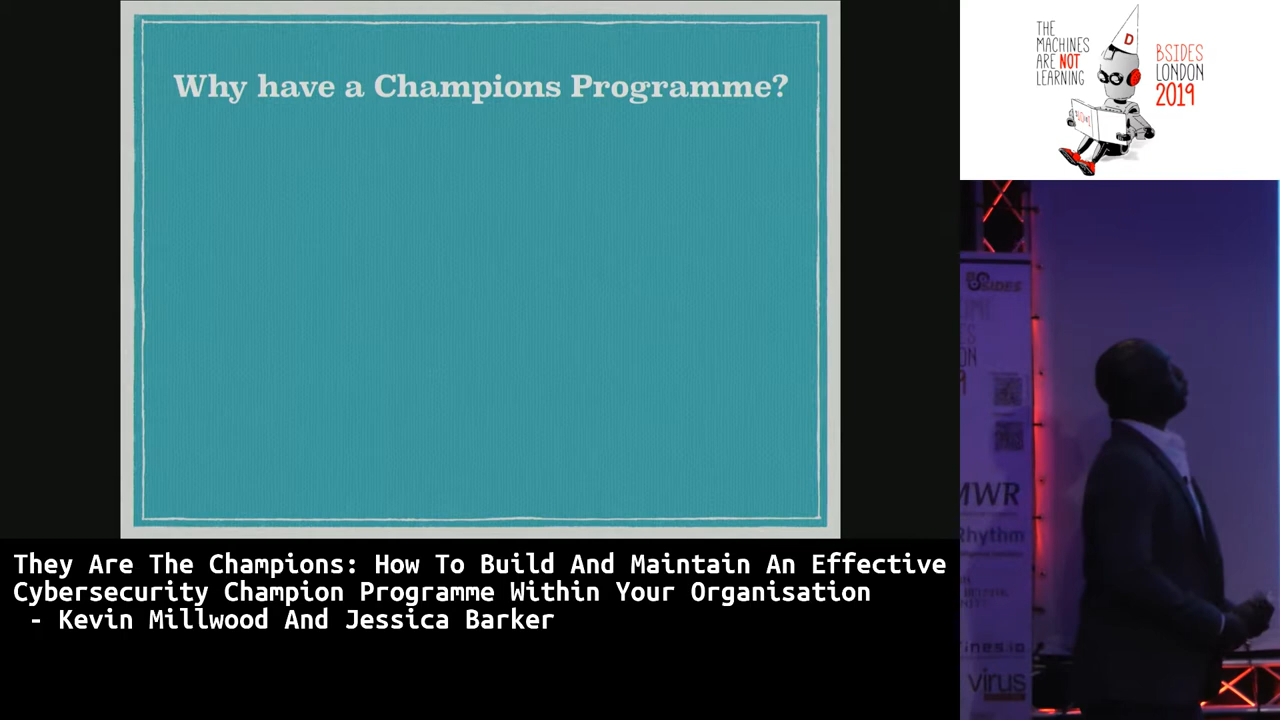 Why have a Champions Programme?
THE
MACHINES
ARE NOT
LEARNING
D
BSIDES
LONDON
2019
SIDES
MWR
Rhythm
virus
They Are The Champions: How To Build And Maintain An Effective
Cybersecurity Champion Programme Within Your Organisation
- Kevin Millwood And Jessica Barker